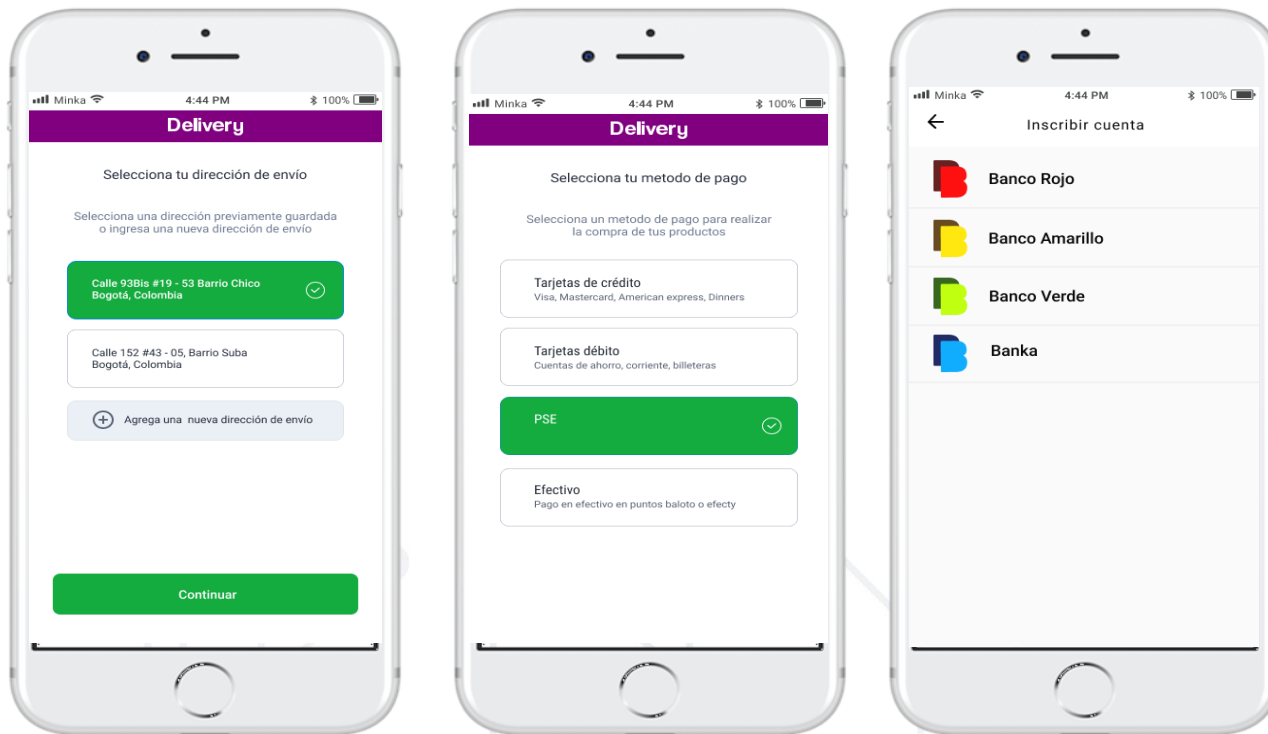 Minka
4:44 PM
100%
Delivery
Selecciona tu dirección de envío
Selecciona una dirección previamente guardada
o ingresa una nueva dirección de envío
Calle 93Bis #19 - 53 Barrio Chico
Bogotá, Colombia
Calle 152 #43 - 05, Barrio Suba
Bogotá, Colombia
Agrega una nueva dirección de envío
Continuar
Minka
4:44 PM
100%
Delivery
Selecciona tu metodo de pago
Selecciona un metodo de pago para realizar
la compra de tus productos
Tarjetas de crédito
Visa, Mastercard, American express, Dinners
Tarjetas débito
Cuentas de ahorro, corriente, billeteras
PSE
Efectivo
Pago en efectivo en puntos baloto o efecty
Minka
4:44 PM
100%
Inscribir cuenta
Banco Rojo
Banco Amarillo
Banco Verde
Banka